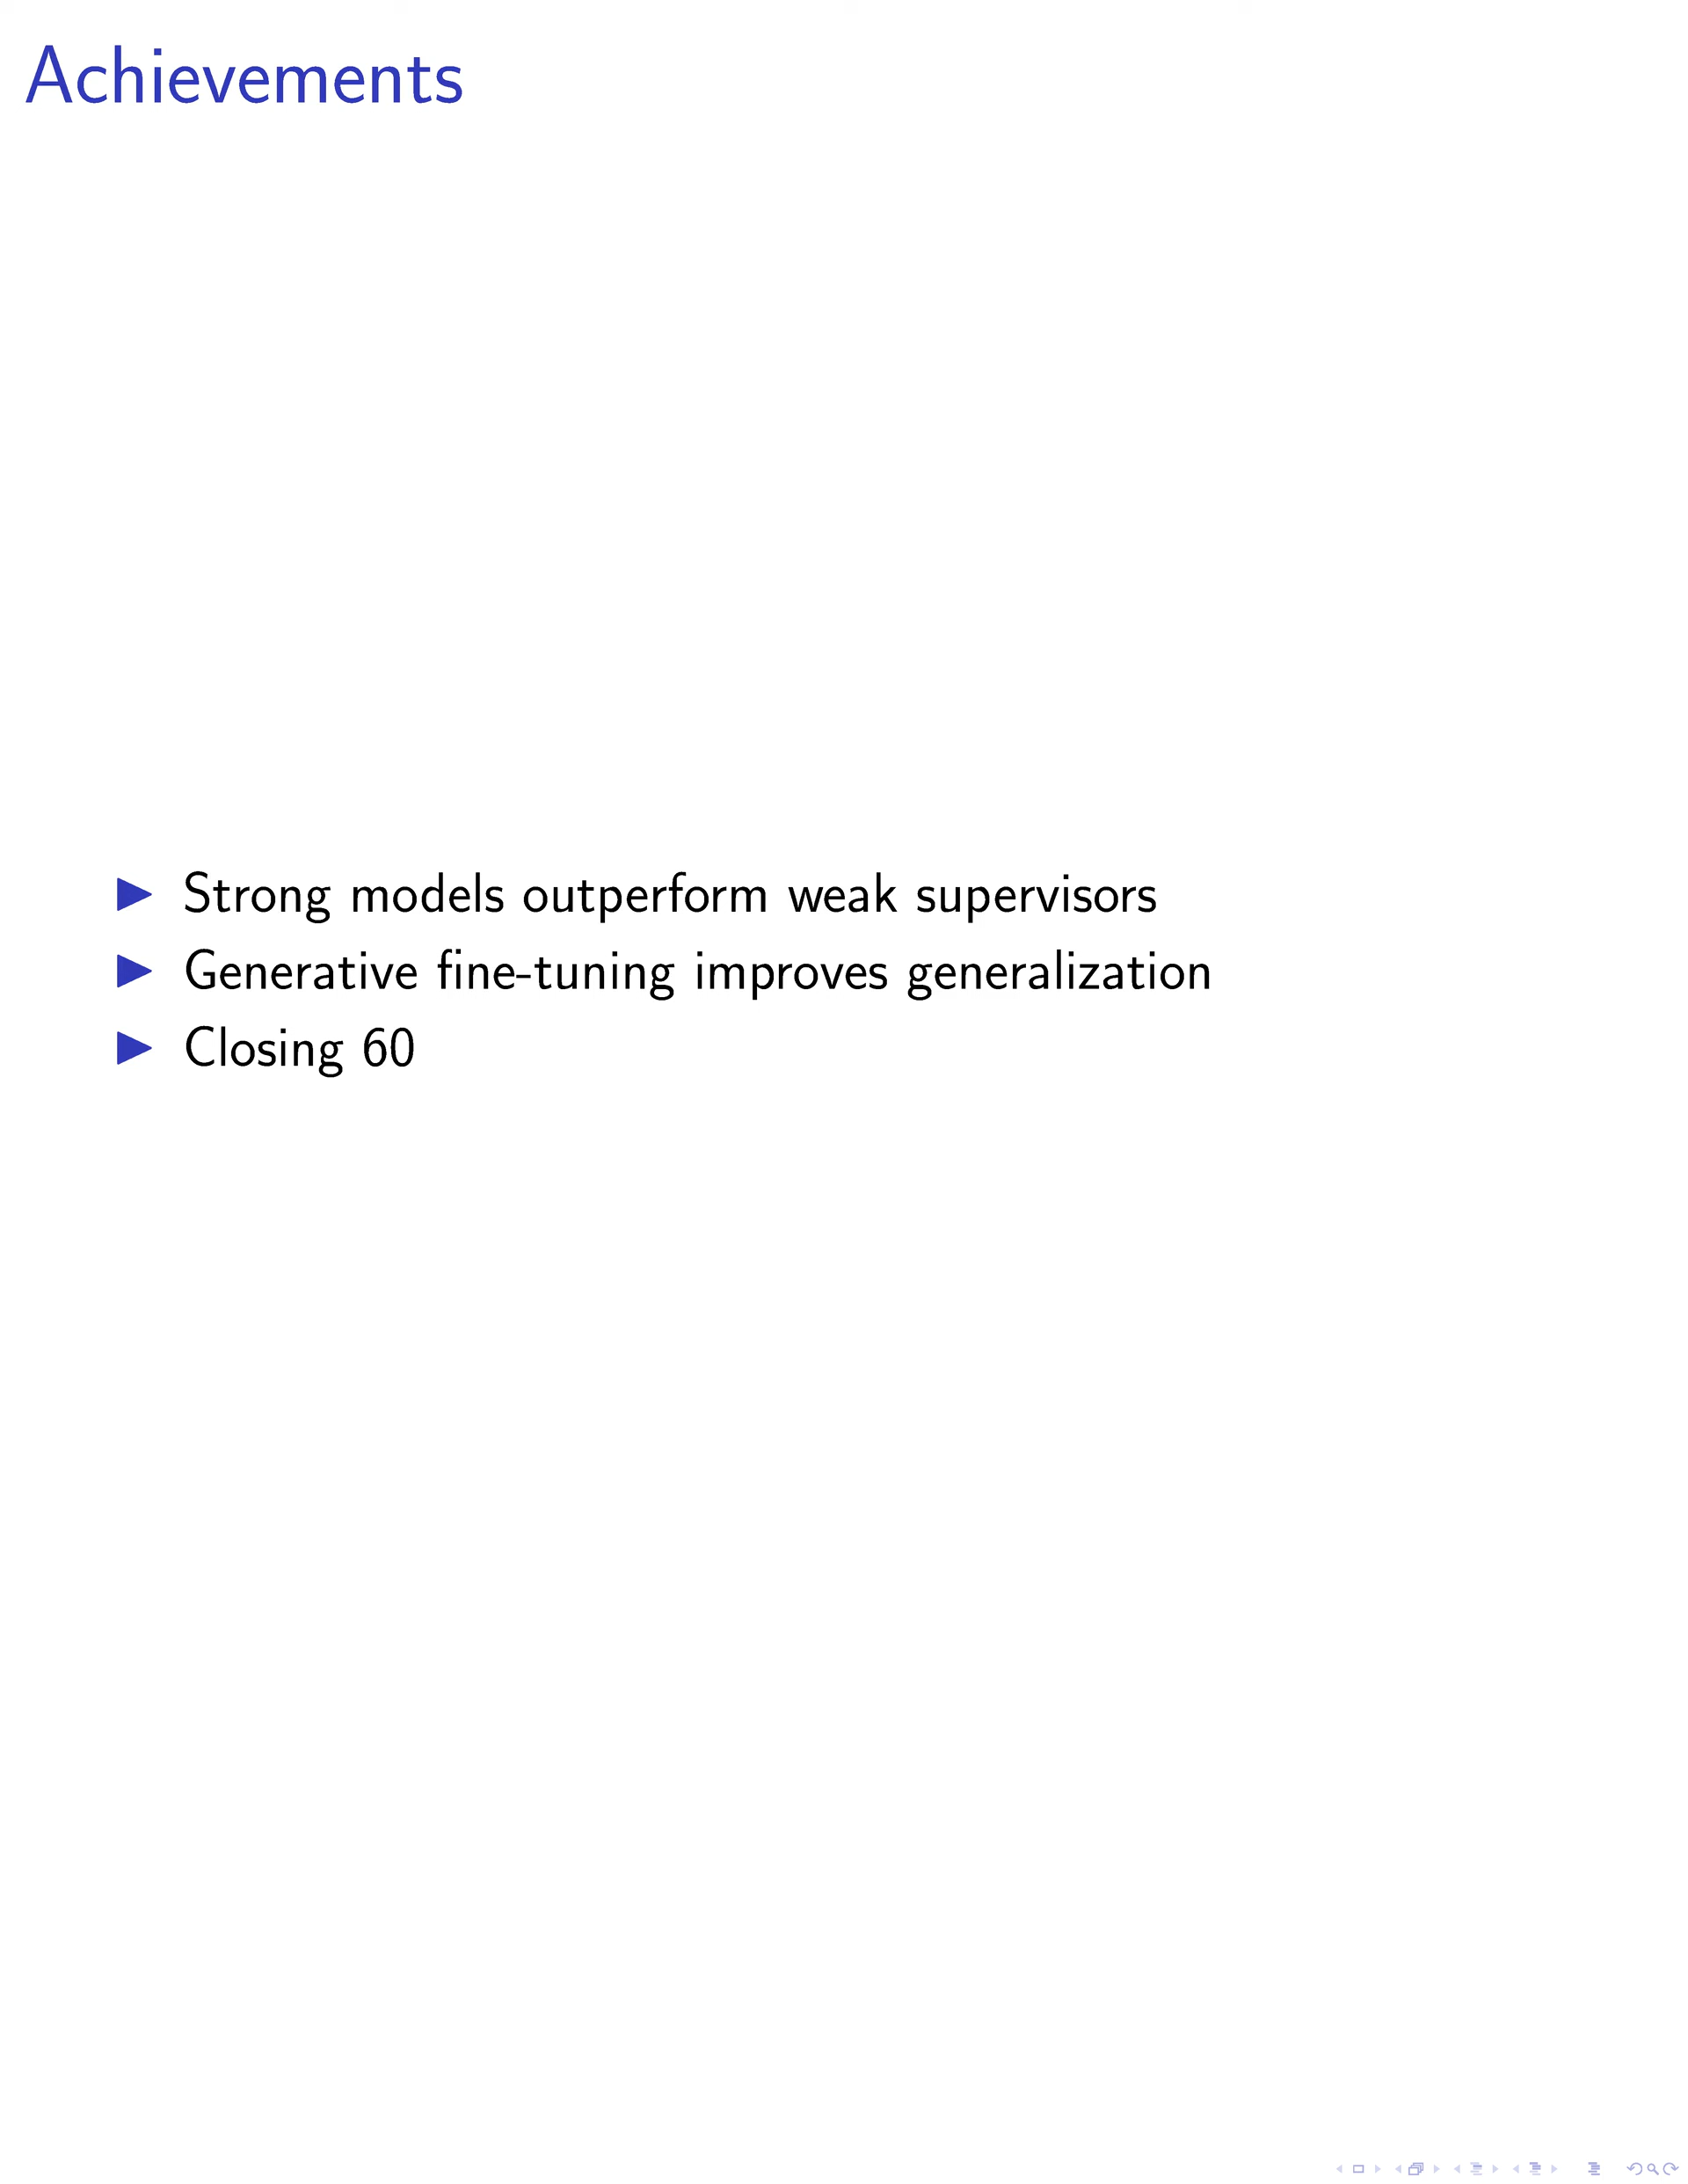 Achievements
Strong models outperform weak supervisors
Generative fine-tuning improves generalization
Closing 60